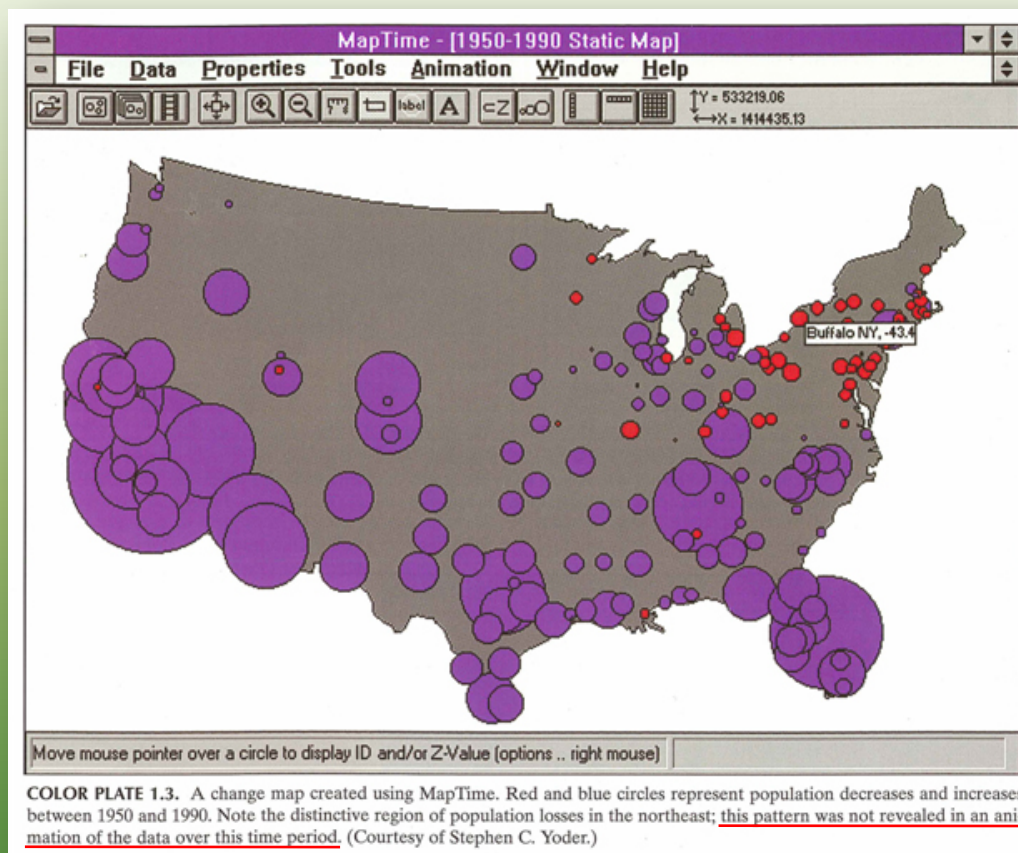 MapTime - [1950-1990 Static Map]
File Data Properties Tools Animation Window Help
label A Z Y = 533219.06
X = 1414435.13
Buffalo NY, -43.4
Move mouse pointer over a circle to display ID and/or Z-Value (options .. right mouse)
COLOR PLATE 1.3. A change map created using MapTime. Red and blue circles represent population decreases and increases
between 1950 and 1990. Note the distinctive region of population losses in the northeast; this pattern was not revealed in an ani-
mation of the data over this time period. (Courtesy of Stephen C. Yoder.)